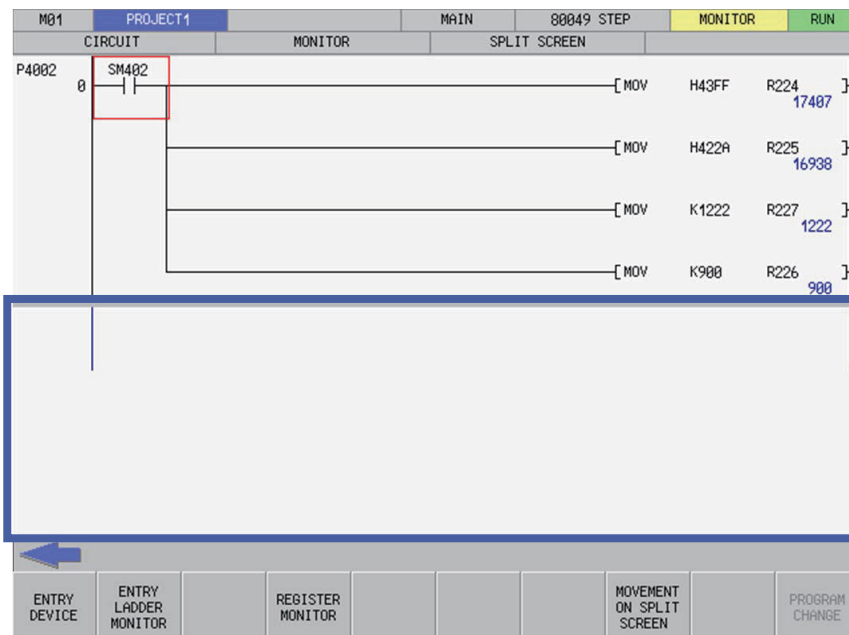 M01 PROJECT1 MAIN 80049 STEP MONITOR RUN
CIRCUIT MONITOR SPLIT SCREEN
P4002 SM402
0 [ MOV H43FF R224 ]
17407
[ MOV H422A R225 ]
16938
[ MOV K1222 R227 ]
1222
[ MOV K900 R226 ]
900
ENTRY DEVICE
ENTRY LADDER MONITOR
REGISTER MONITOR
MOVEMENT ON SPLIT SCREEN
PROGRAM CHANGE